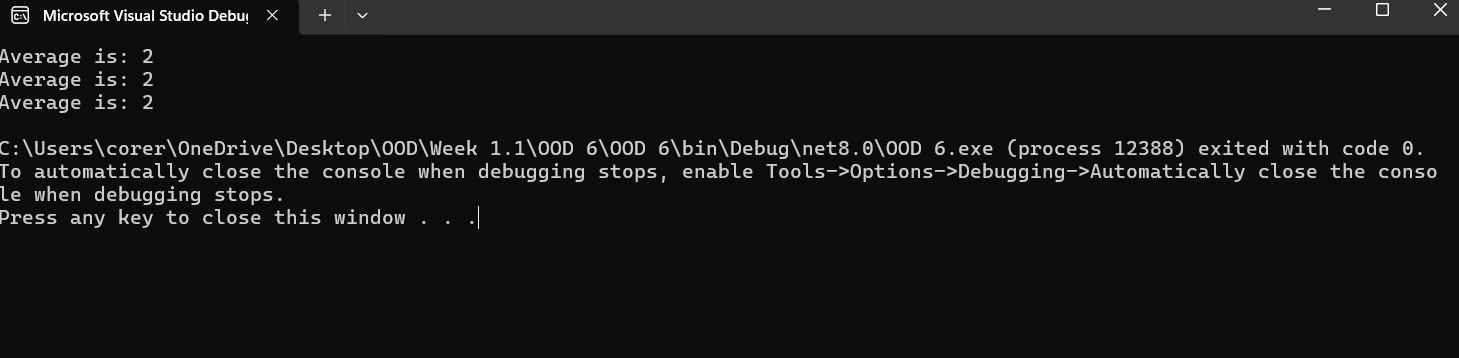 Microsoft Visual Studio Debu
Average is: 2
Average is: 2
Average is: 2
C:\Users\corer\OneDrive\Desktop\OOD\Week 1.1\OOD 6\OOD 6\bin\Debug\net8.0\OOD 6.exe (process 12388) exited with code 0.
To automatically close the console when debugging stops, enable Tools->Options->Debugging->Automatically close the conso
le when debugging stops.
Press any key to close this window . . .